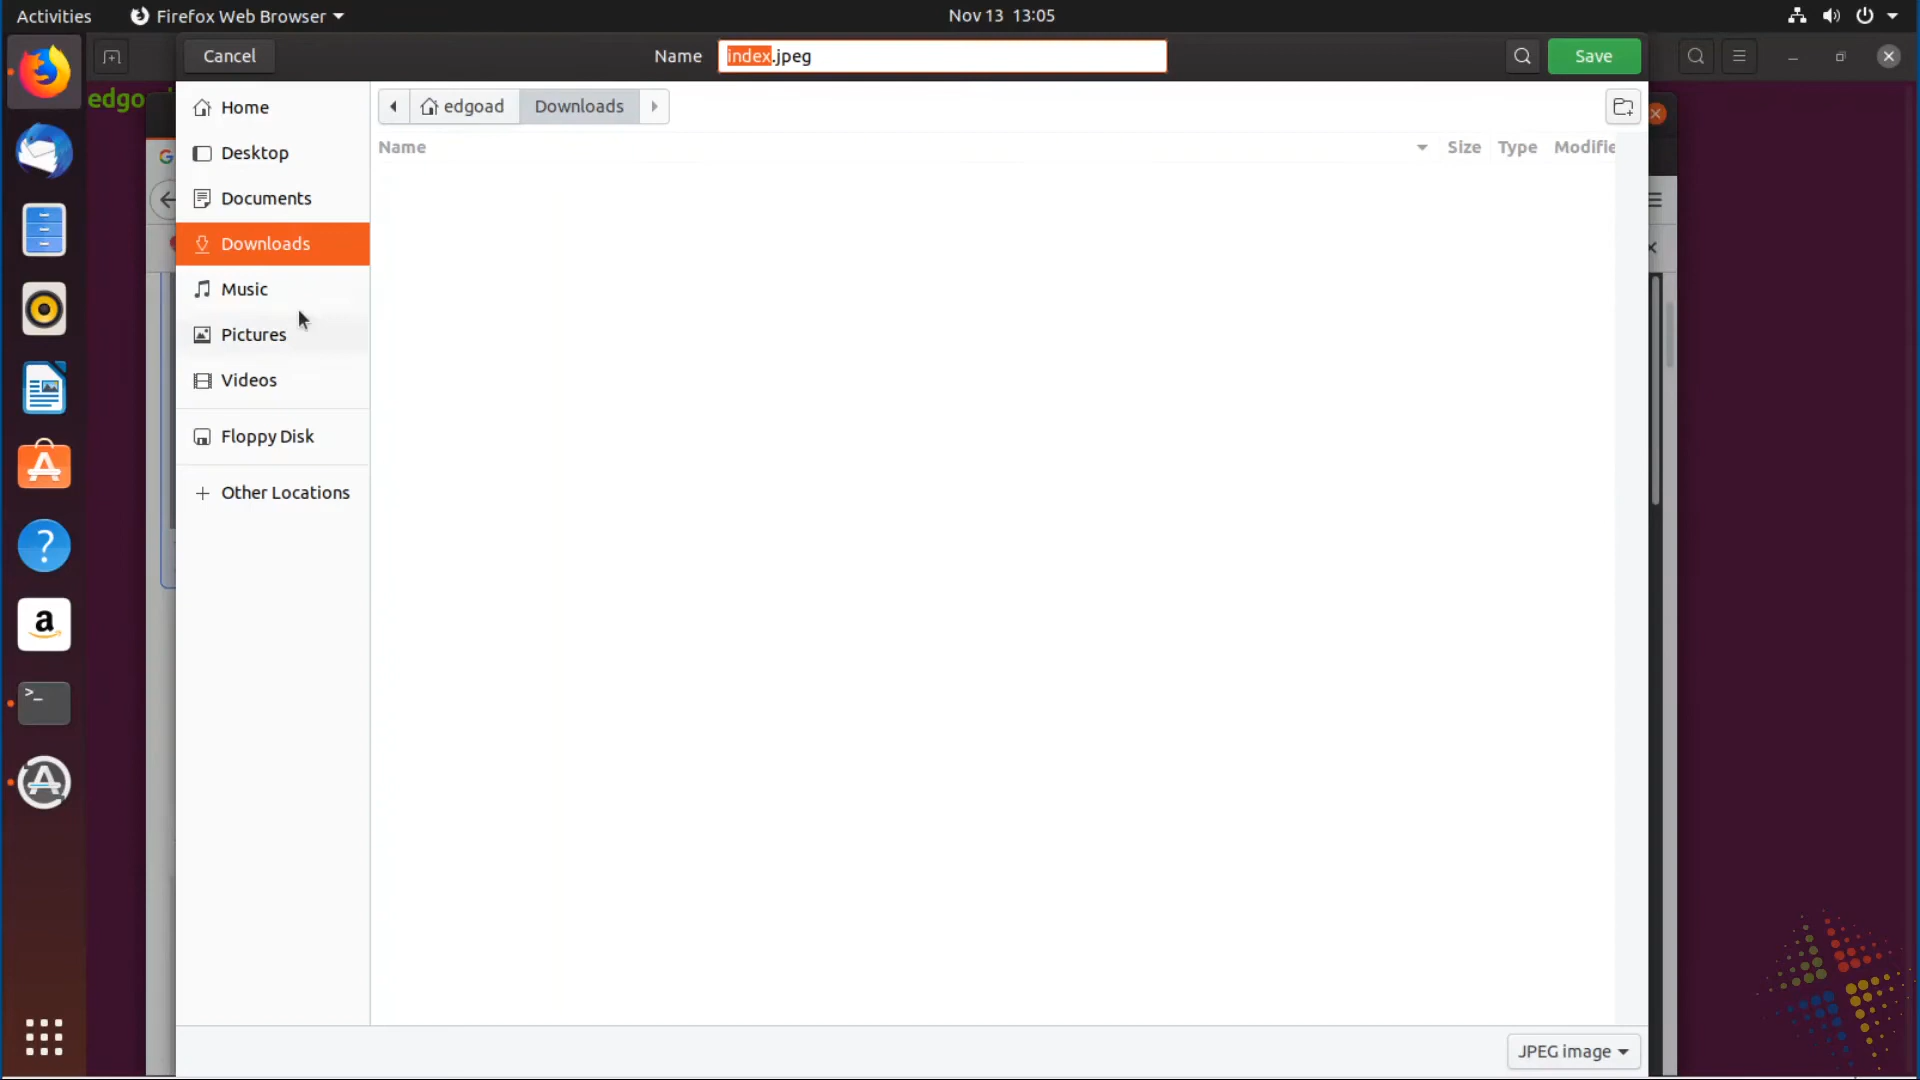 Activities
Firefox Web Browser
Nov 13 13:05
Cancel
Name
index.jpeg
Save
edgo
Home
edgoad
Downloads
Name
Size
Type
Modifie
Desktop
Documents
Downloads
Music
Pictures
Videos
Floppy Disk
Other Locations
JPEG image